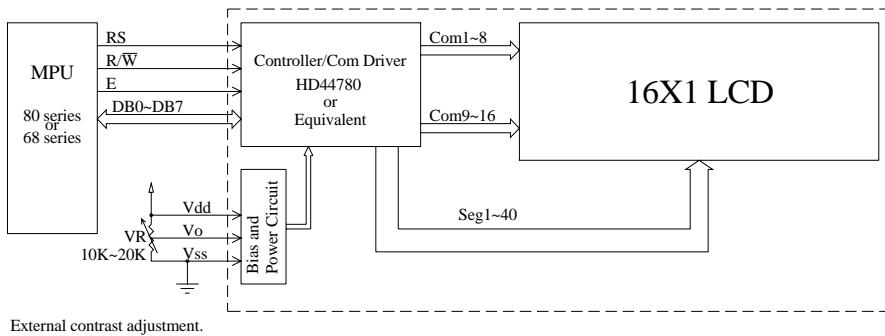 MPU
80 series
or
68 series
RS
R/W̅
E
DB0~DB7
Controller/Com Driver
HD44780
or
Equivalent
Com1~8
Com9~16
16X1 LCD
Seg1~40
Vdd
Vo
Vss
VR
10K~20K
Bias and
Power Circuit
External contrast adjustment.